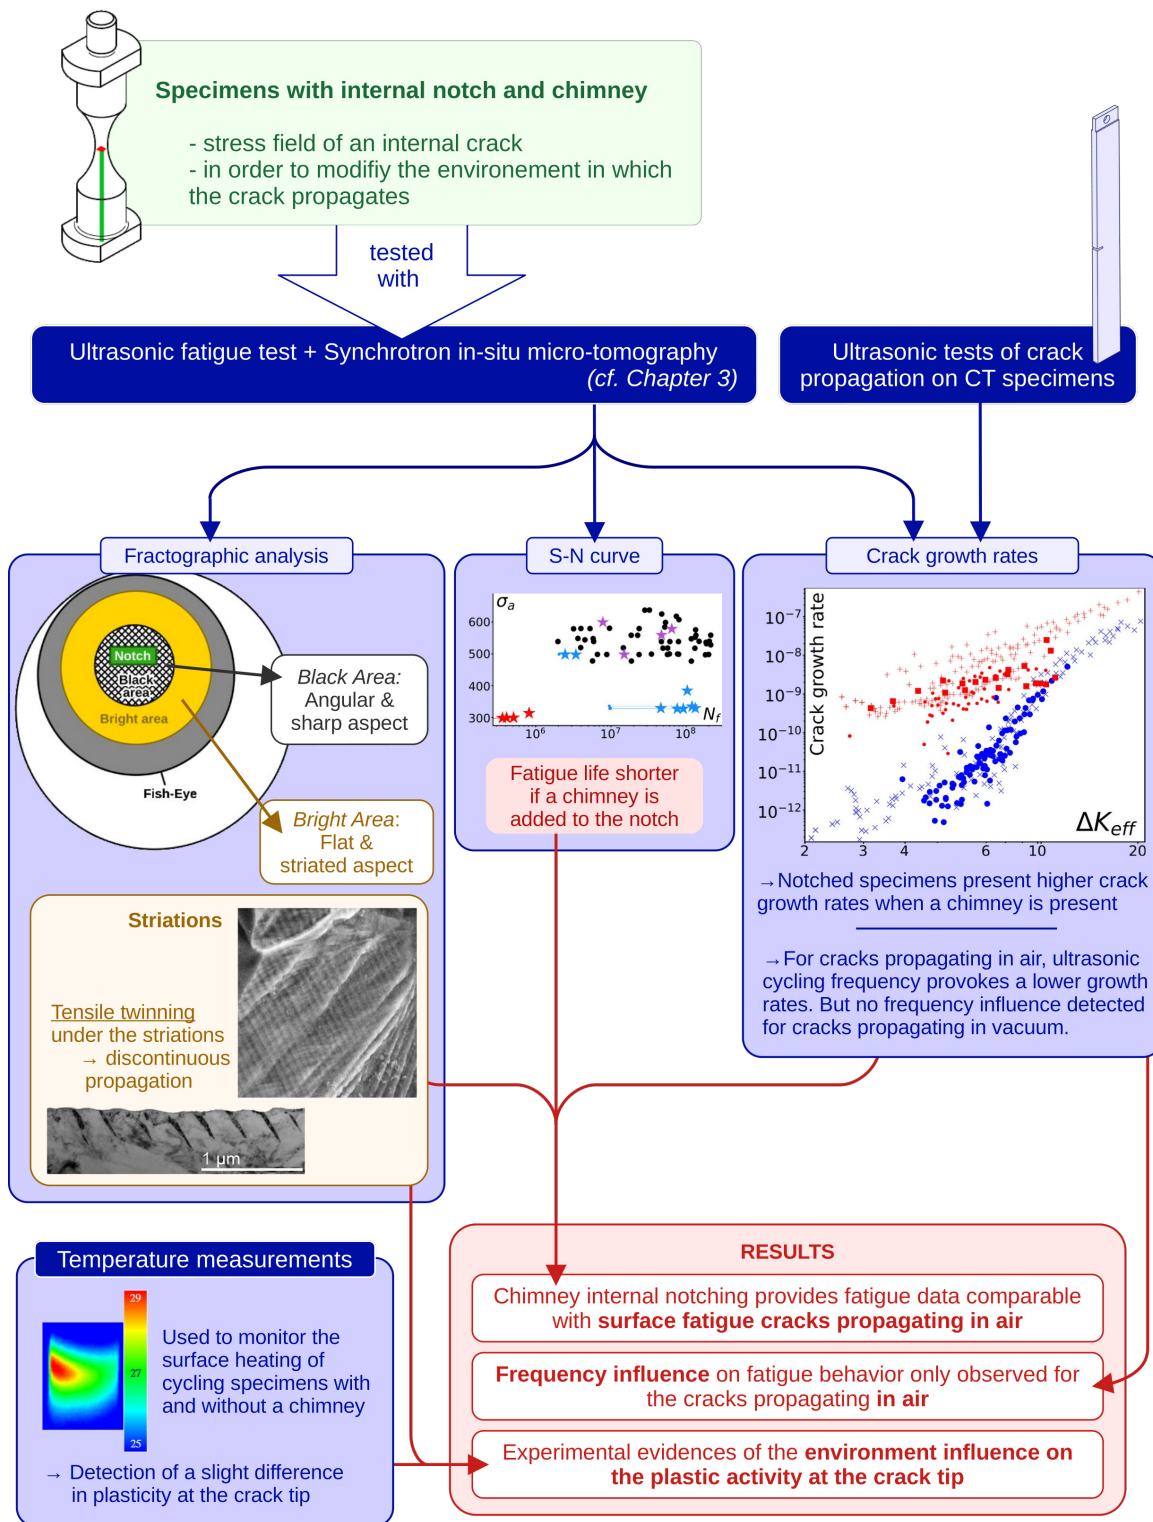 Specimens with internal notch and chimney
- stress field of an internal crack
- in order to modifiy the environement in which
the crack propagates
tested
with
Ultrasonic fatigue test + Synchrotron in-situ micro-tomography
(cf. Chapter 3)
Ultrasonic tests of crack
propagation on CT specimens
Fractographic analysis
Notch
Black
area
Bright area
Fish-Eye
Black Area:
Angular &
sharp aspect
Bright Area:
Flat &
striated aspect
Striations
Tensile twinning
under the striations
→ discontinuous
propagation
1 µm
S-N curve
σa
600
500
400
300
Nf
10^6
10^7
10^8
Fatigue life shorter
if a chimney is
added to the notch
Crack growth rates
Crack growth rate
10^-7
10^-8
10^-9
10^-10
10^-11
10^-12
ΔKeff
2 3 4 6 10 20
→Notched specimens present higher crack
growth rates when a chimney is present
→For cracks propagating in air, ultrasonic
cycling frequency provokes a lower growth
rates. But no frequency influence detected
for cracks propagating in vacuum.
Temperature measurements
29
27
25
Used to monitor the
surface heating of
cycling specimens with
and without a chimney
→ Detection of a slight difference
in plasticity at the crack tip
RESULTS
Chimney internal notching provides fatigue data comparable
with surface fatigue cracks propagating in air
Frequency influence on fatigue behavior only observed for
the cracks propagating in air
Experimental evidences of the environment influence on
the plastic activity at the crack tip